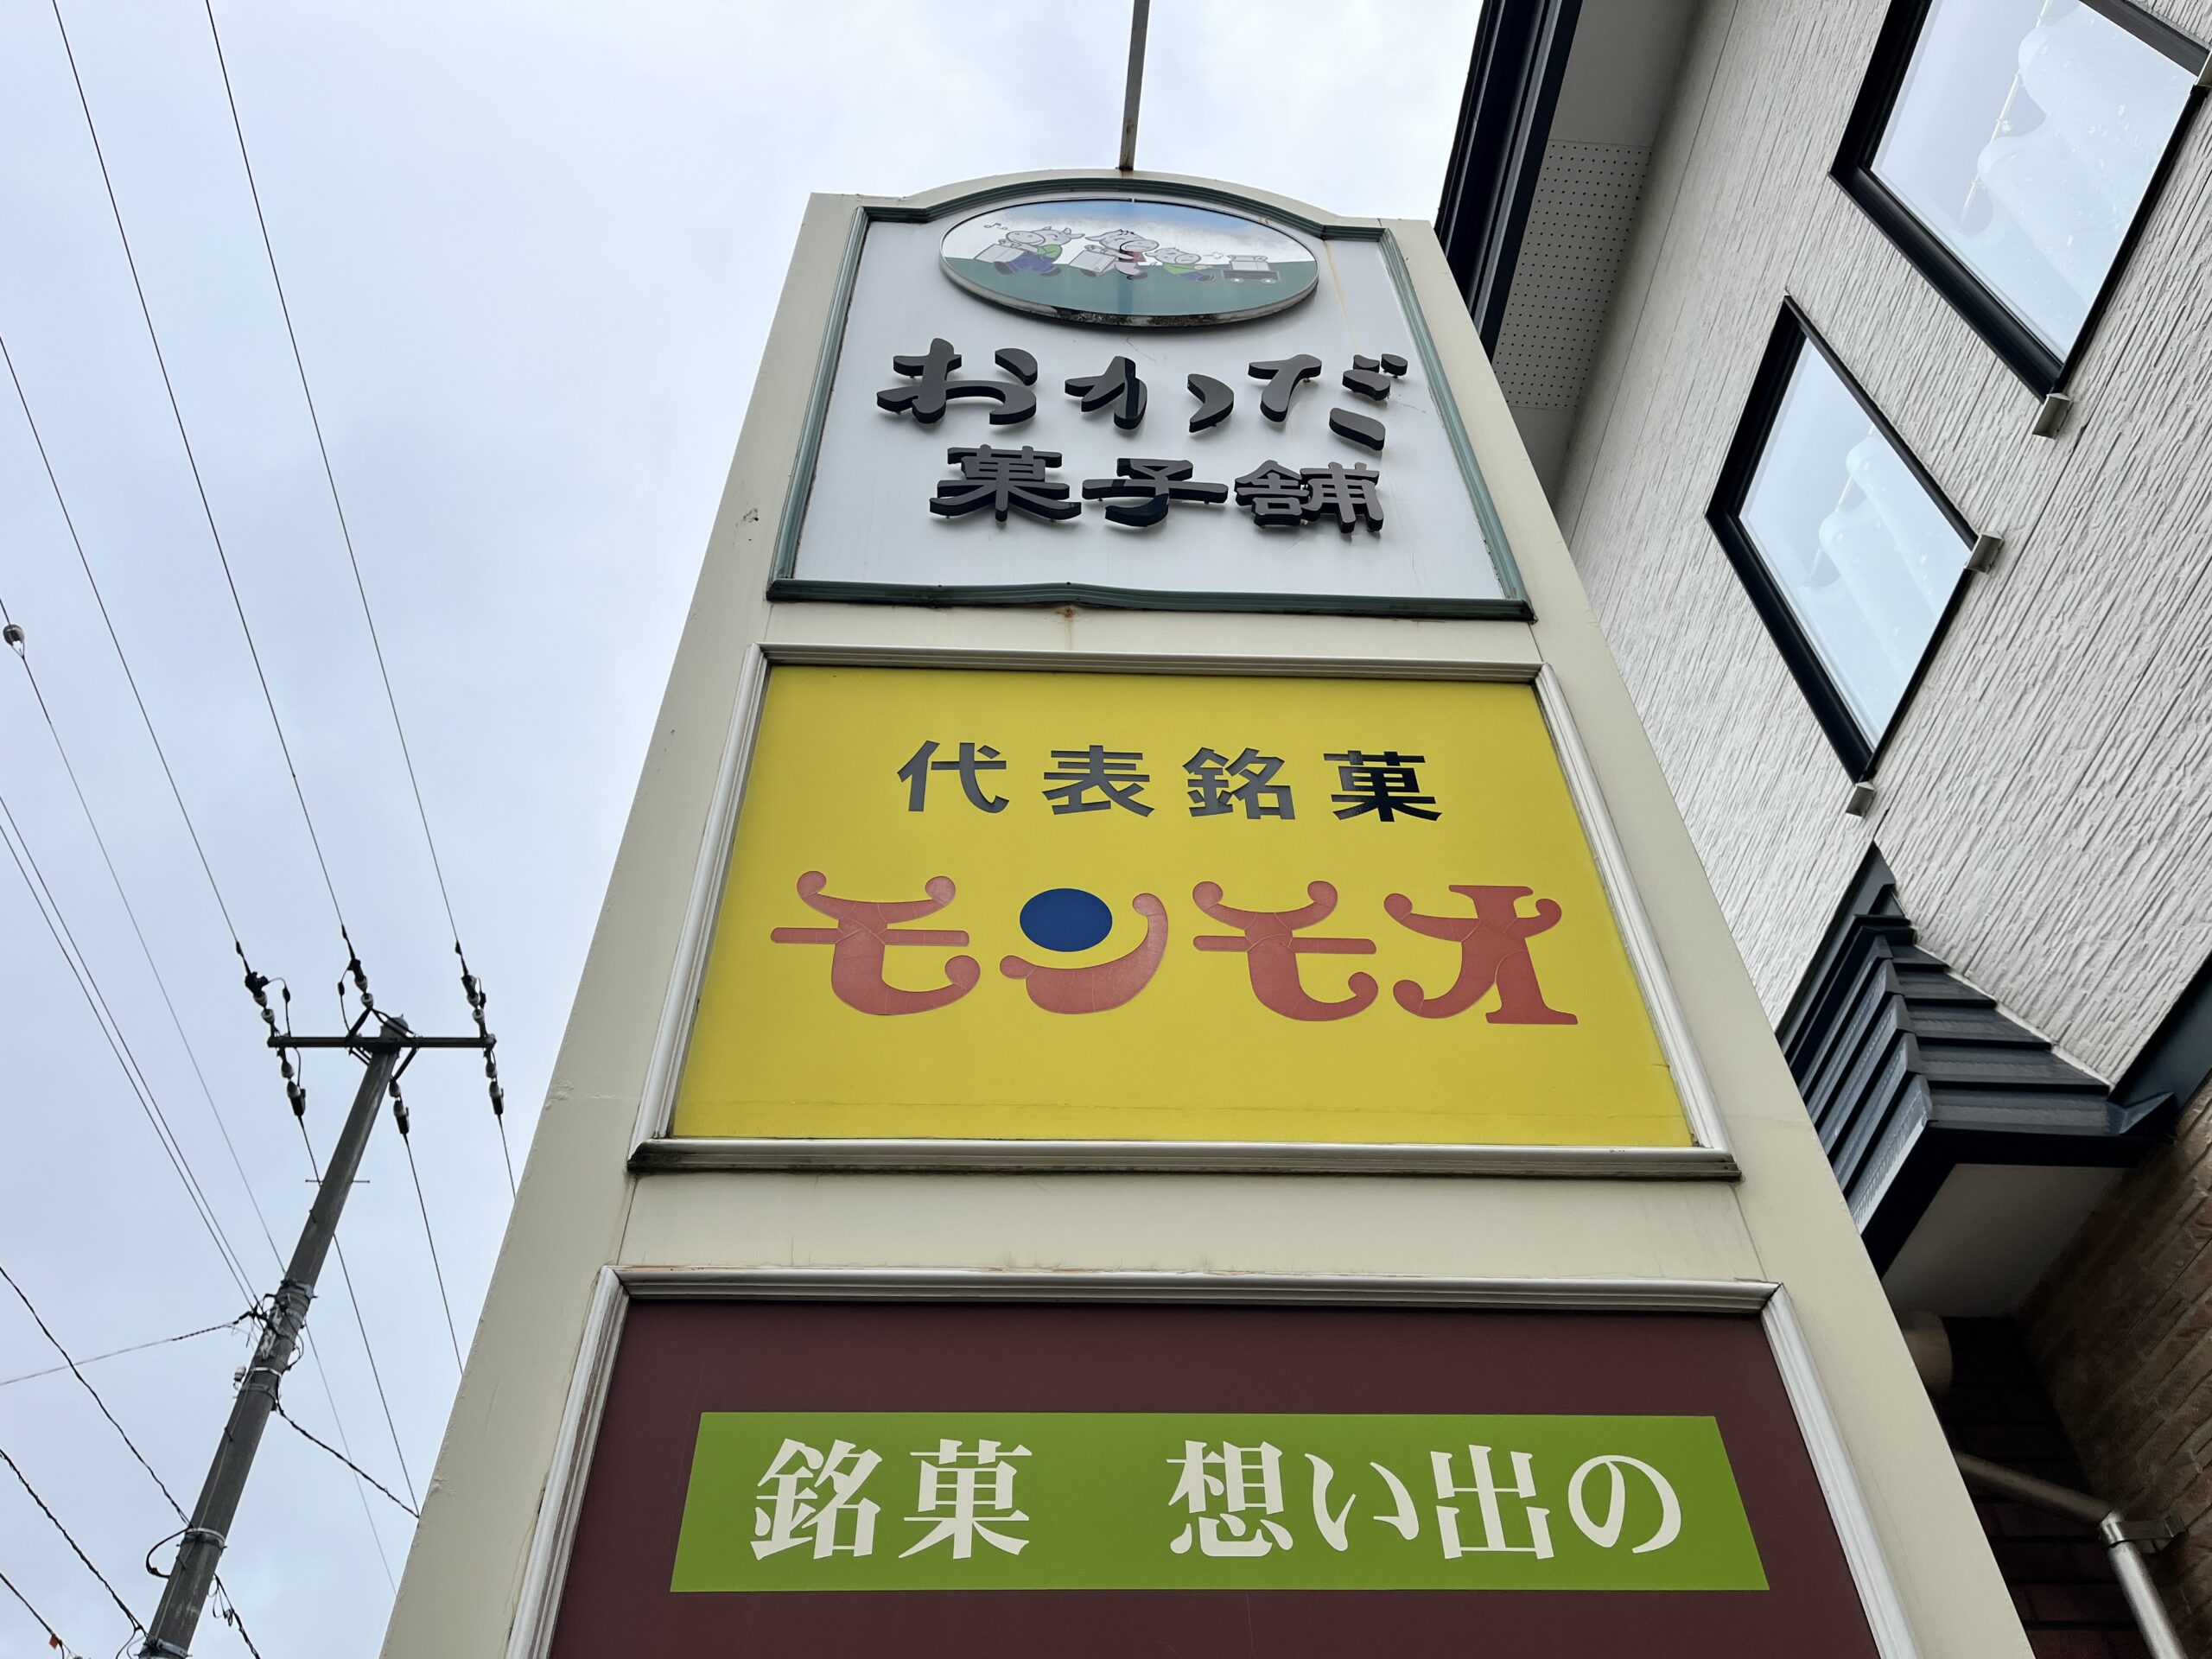 おかだ
菓子舗
代表銘菓
モンモオ
銘菓 想い出の